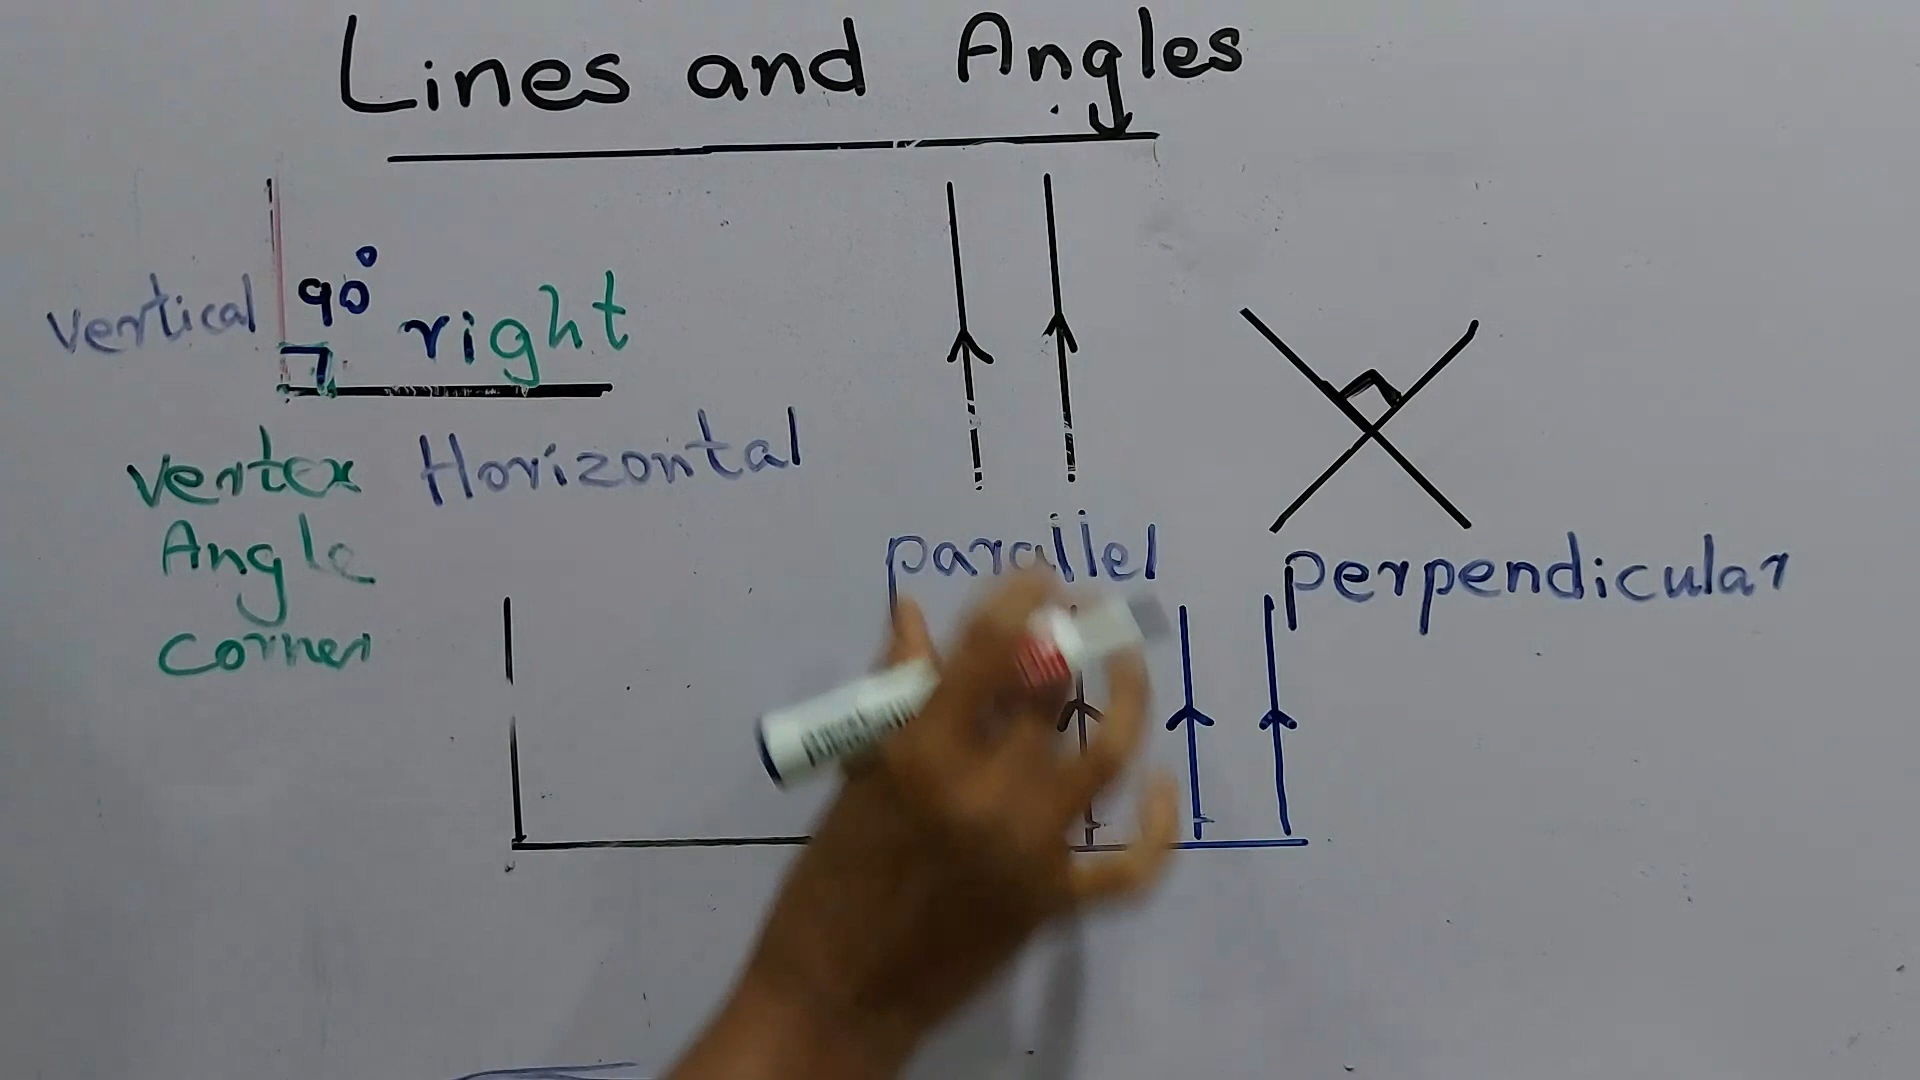 Lines and Angles
90°
Vertical
right
Vertex
Horizontal
Angle
Corner
parallel
perpendicular